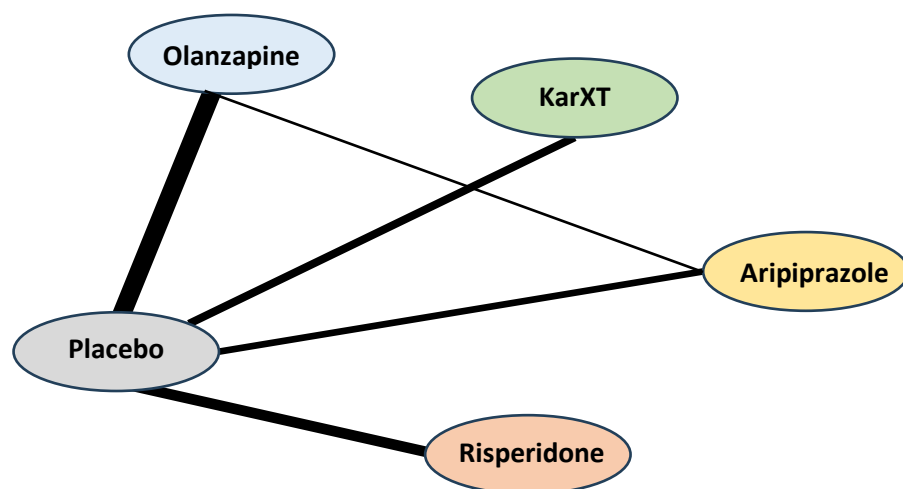 Olanzapine
KarXT
Aripiprazole
Placebo
Risperidone